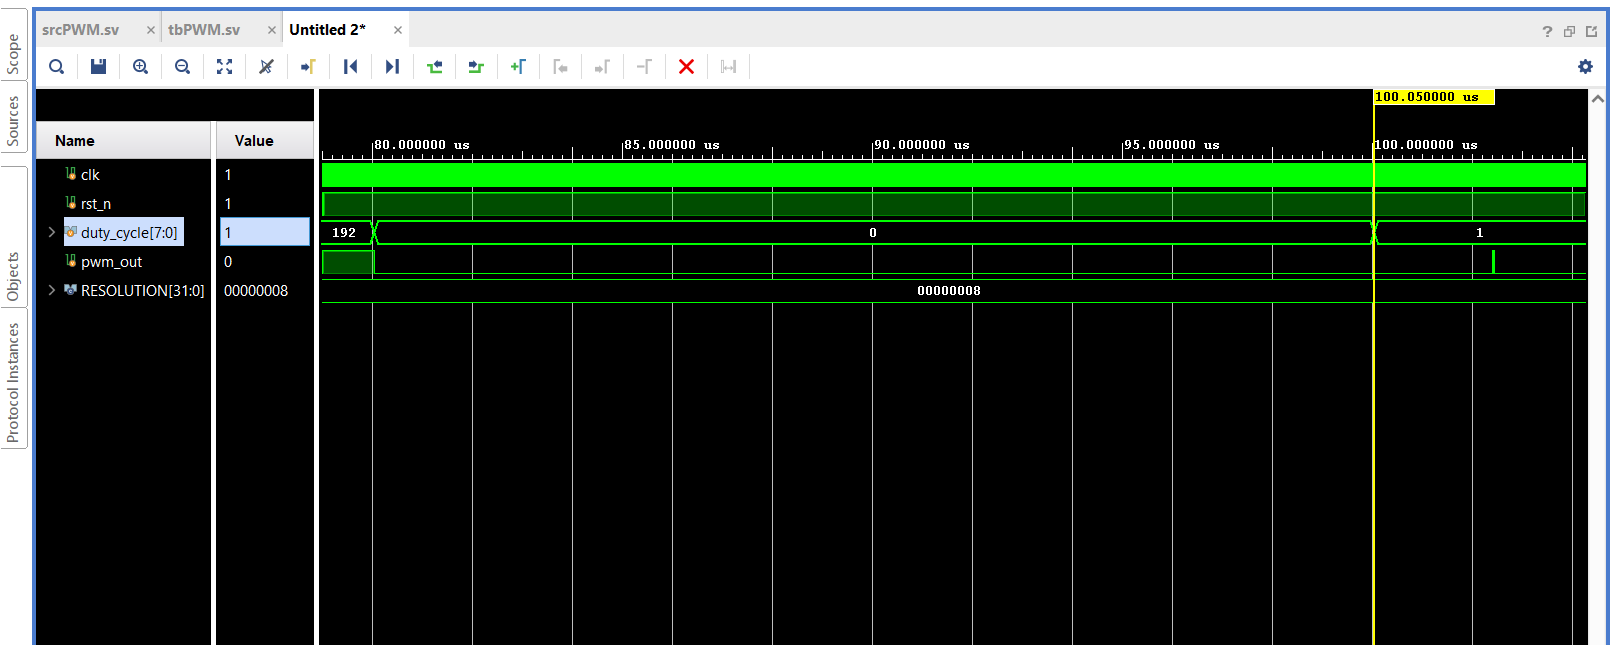 srcPWM.sv × tbPWM.sv × Untitled 2* ×
?
Scope
Sources
Objects
Protocol Instances
100.050000 us
Name Value
80.000000 us 85.000000 us 90.000000 us 95.000000 us 100.000000 us
clk 1
rst_n 1
duty_cycle[7:0] 1 192 0 1
pwm_out 0
RESOLUTION[31:0] 00000008 00000008